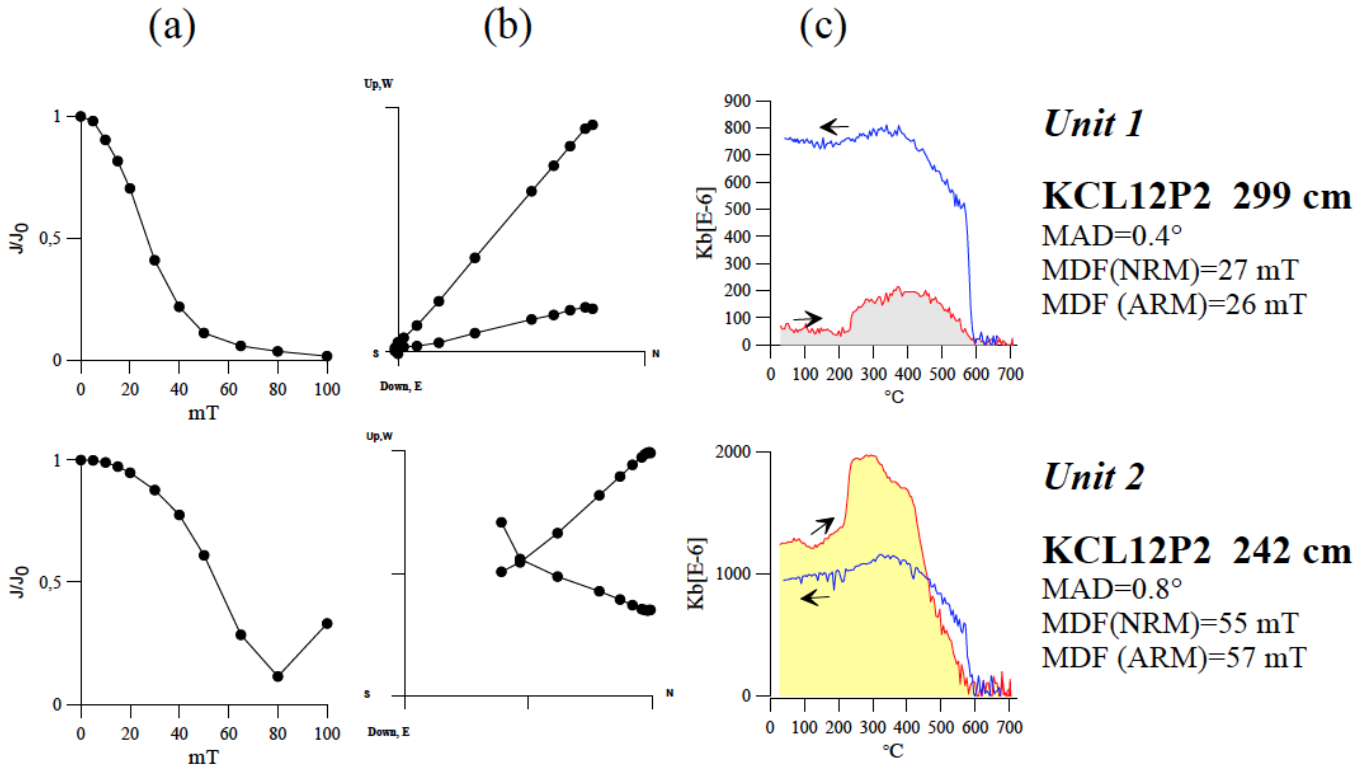 (a) (b) (c)
Up,W
1
0,5
0
J/J0
0 20 40 60 80 100
mT
S N
Down, E
900
800
700
600
500
400
300
200
100
0
Kb[E-6]
0 100 200 300 400 500 600 700
°C
Unit 1
KCL12P2 299 cm
MAD=0.4°
MDF(NRM)=27 mT
MDF (ARM)=26 mT
1
0,5
0
J/J0
0 20 40 60 80 100
mT
Up,W
S N
Down, E
2000
1000
0
Kb[E-6]
0 100 200 300 400 500 600 700
°C
Unit 2
KCL12P2 242 cm
MAD=0.8°
MDF(NRM)=55 mT
MDF (ARM)=57 mT